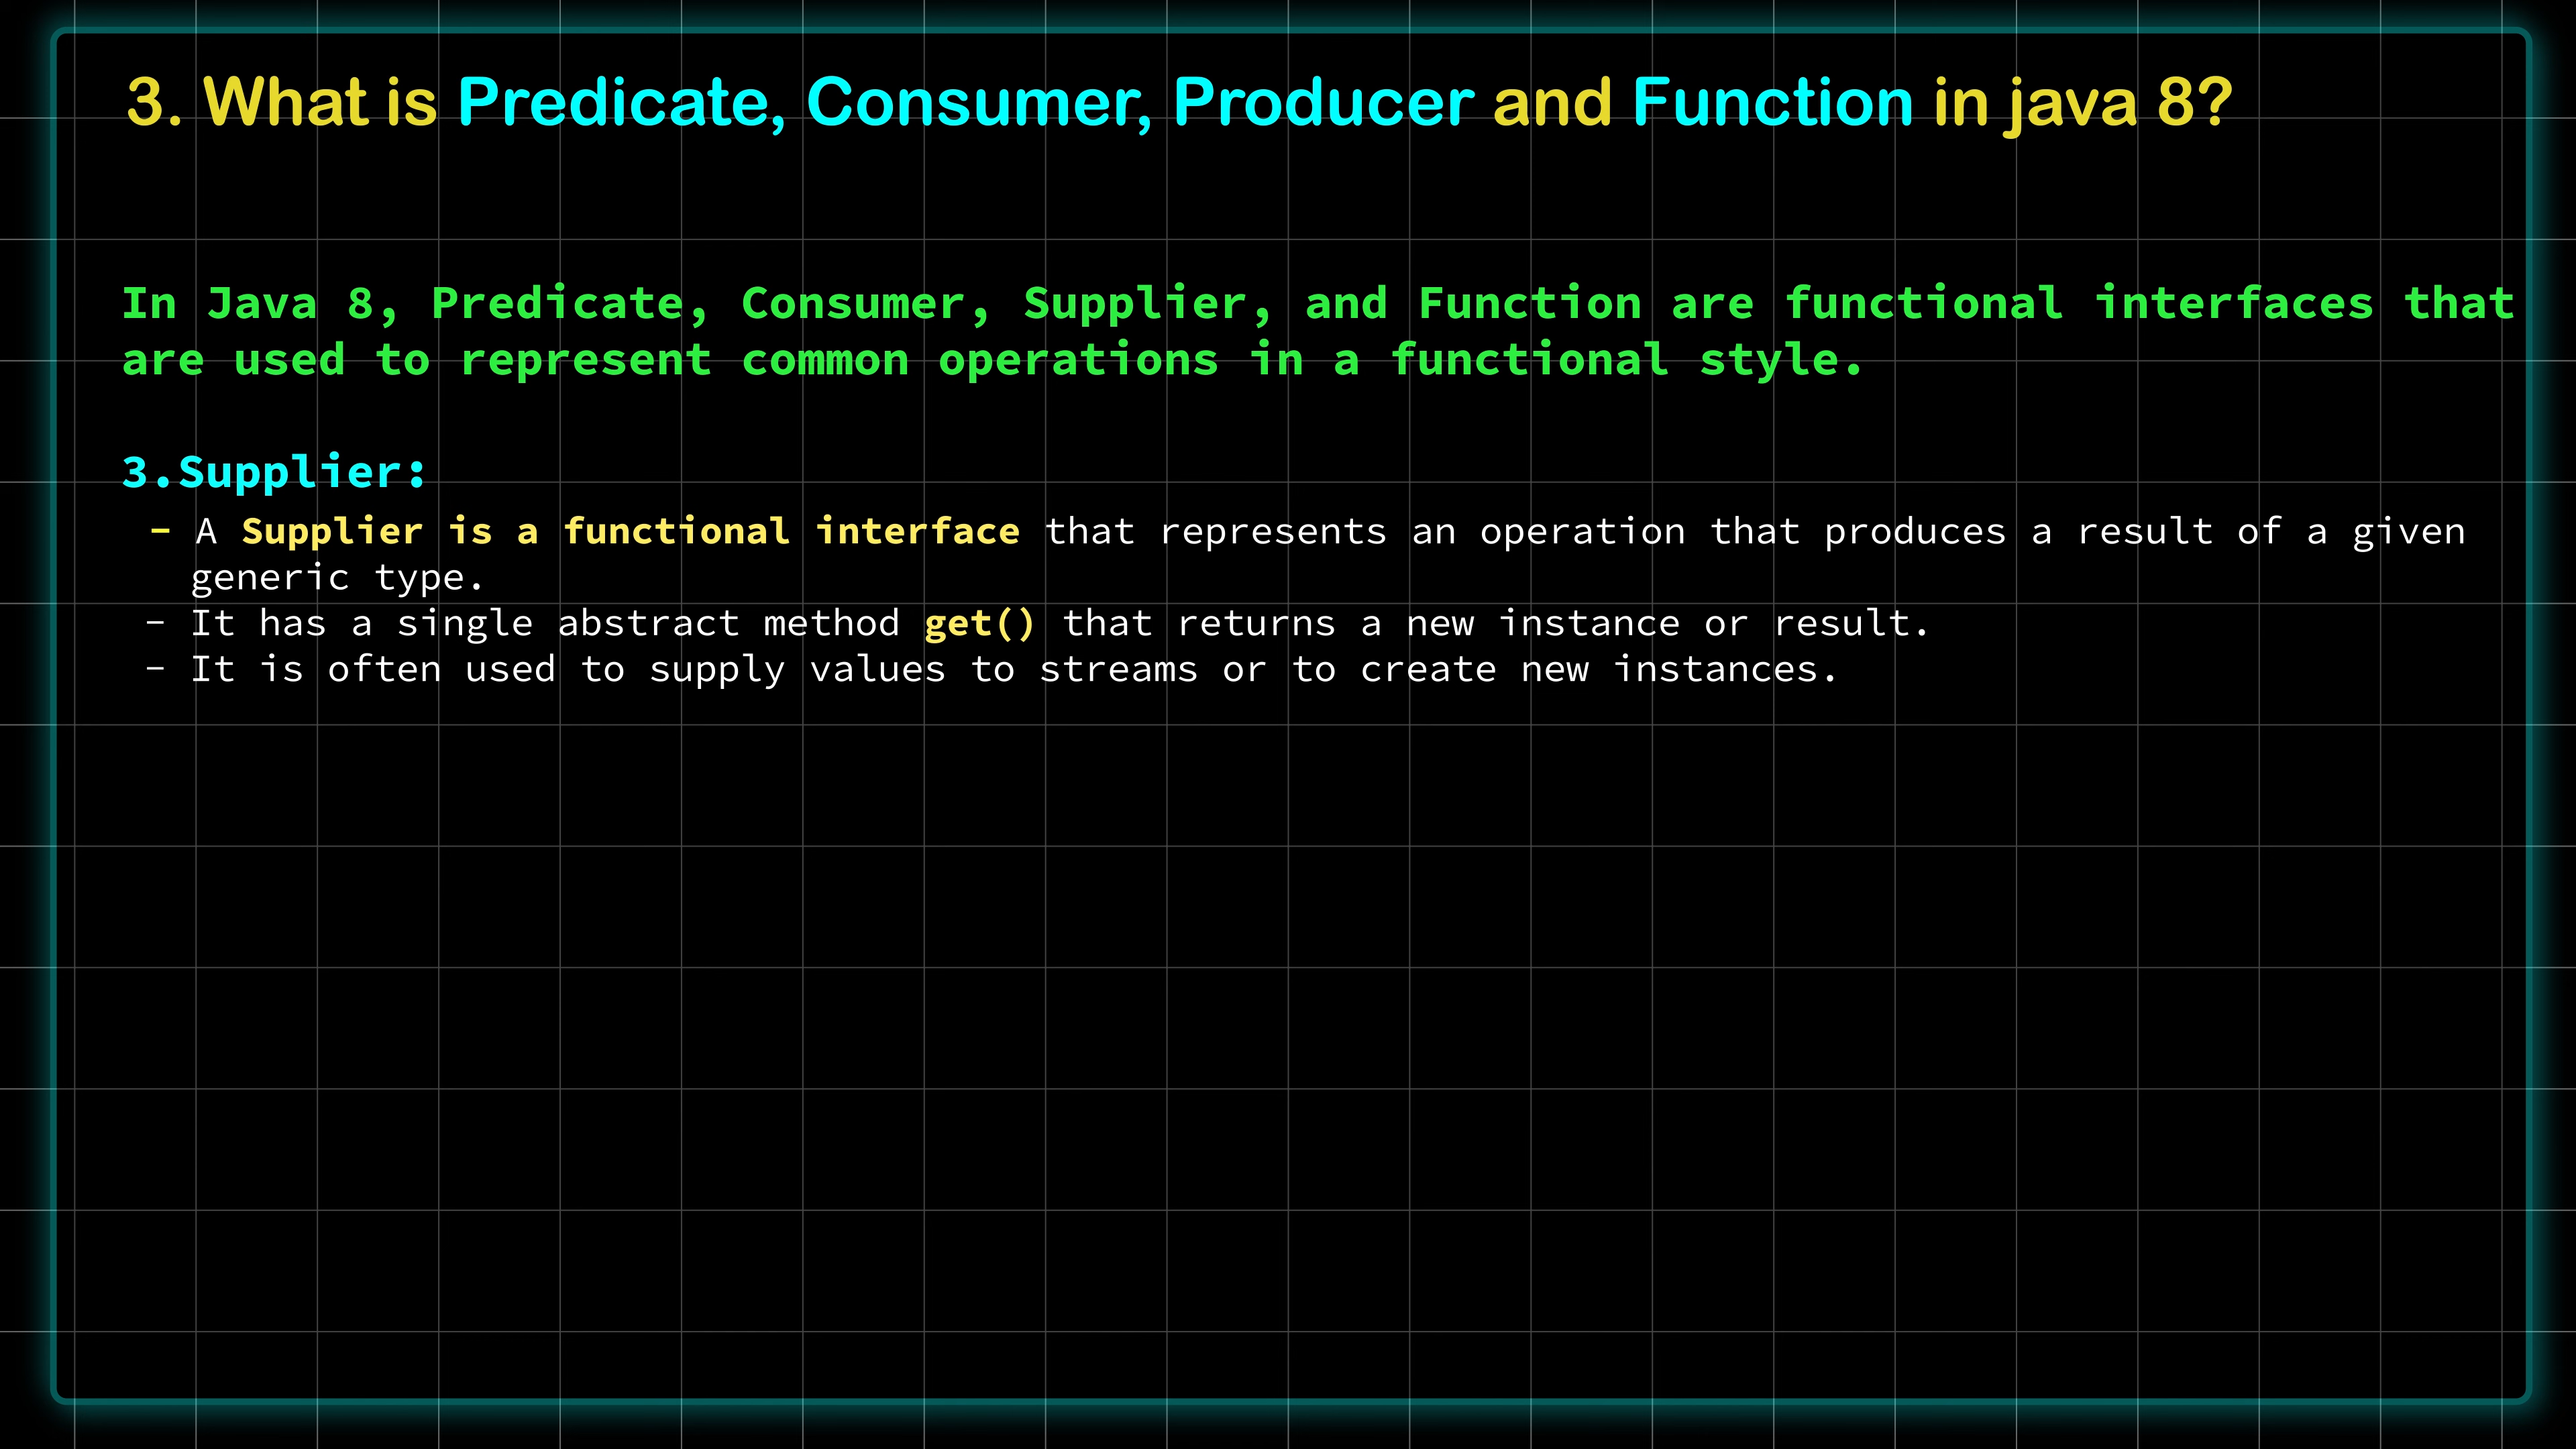 3. What is Predicate, Consumer, Producer and Function in java 8?
In Java 8, Predicate, Consumer, Supplier, and Function are functional interfaces that
are used to represent common operations in a functional style.
3.Supplier:
- A Supplier is a functional interface that represents an operation that produces a result of a given
generic type.
- It has a single abstract method get() that returns a new instance or result.
- It is often used to supply values to streams or to create new instances.